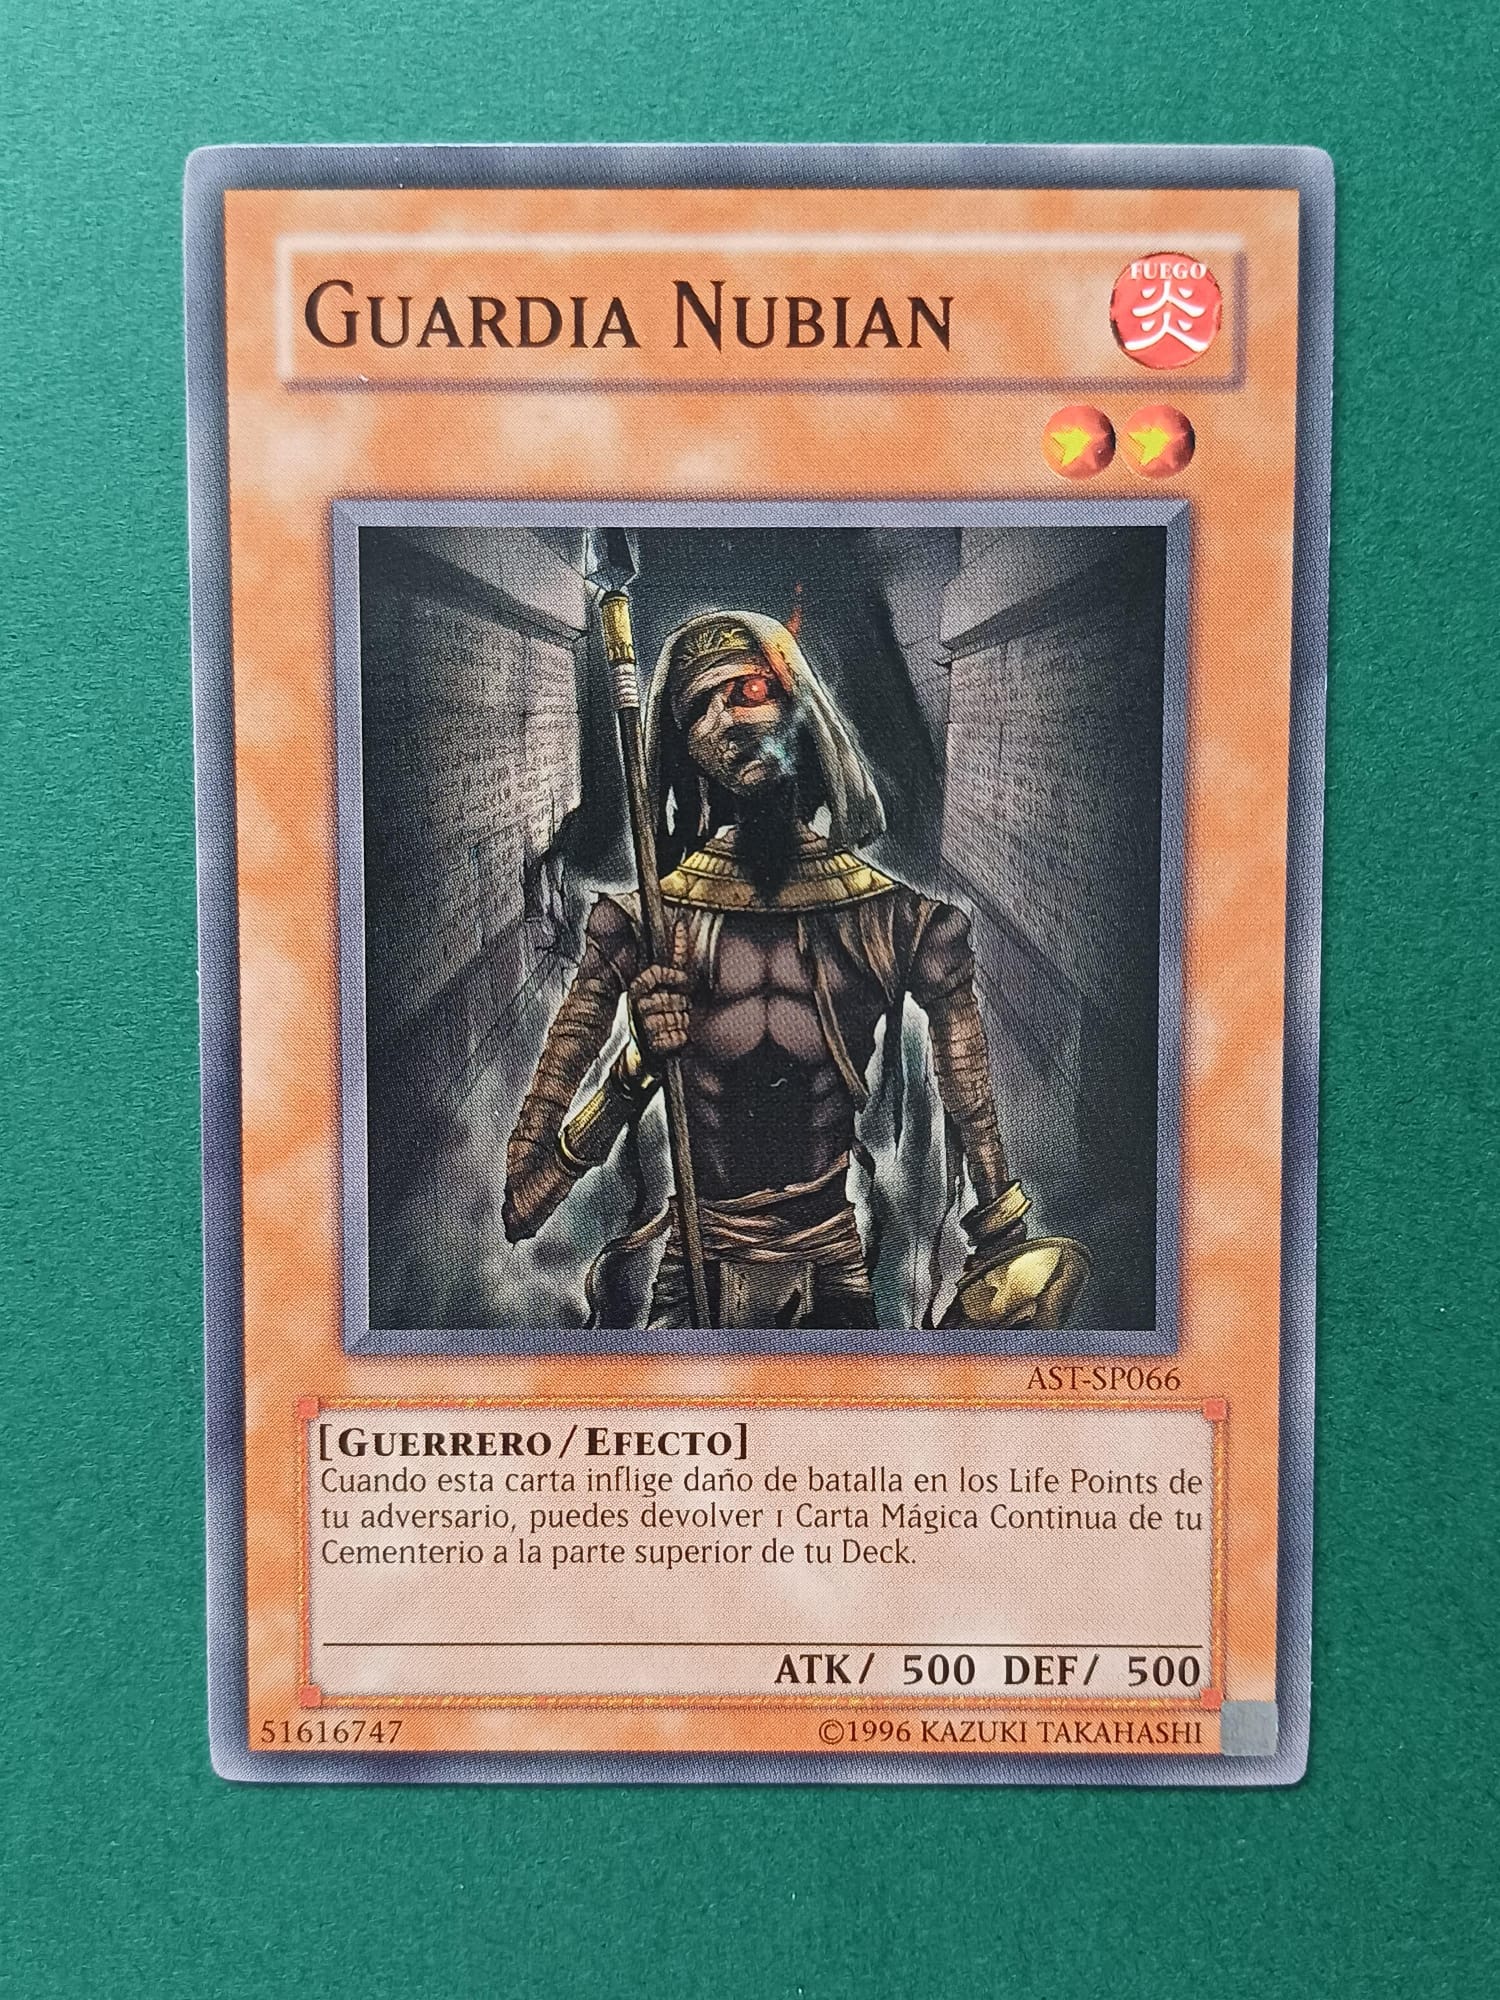 GUARDIA NUBIAN
FUEGO
炎
AST-SP066
[GUERRERO/EFECTO]
Cuando esta carta inflige daño de batalla en los Life Points de
tu adversario, puedes devolver 1 Carta Mágica Continua de tu
Cementerio a la parte superior de tu Deck.
ATK/ 500 DEF/ 500
51616747
©1996 KAZUKI TAKAHASHI